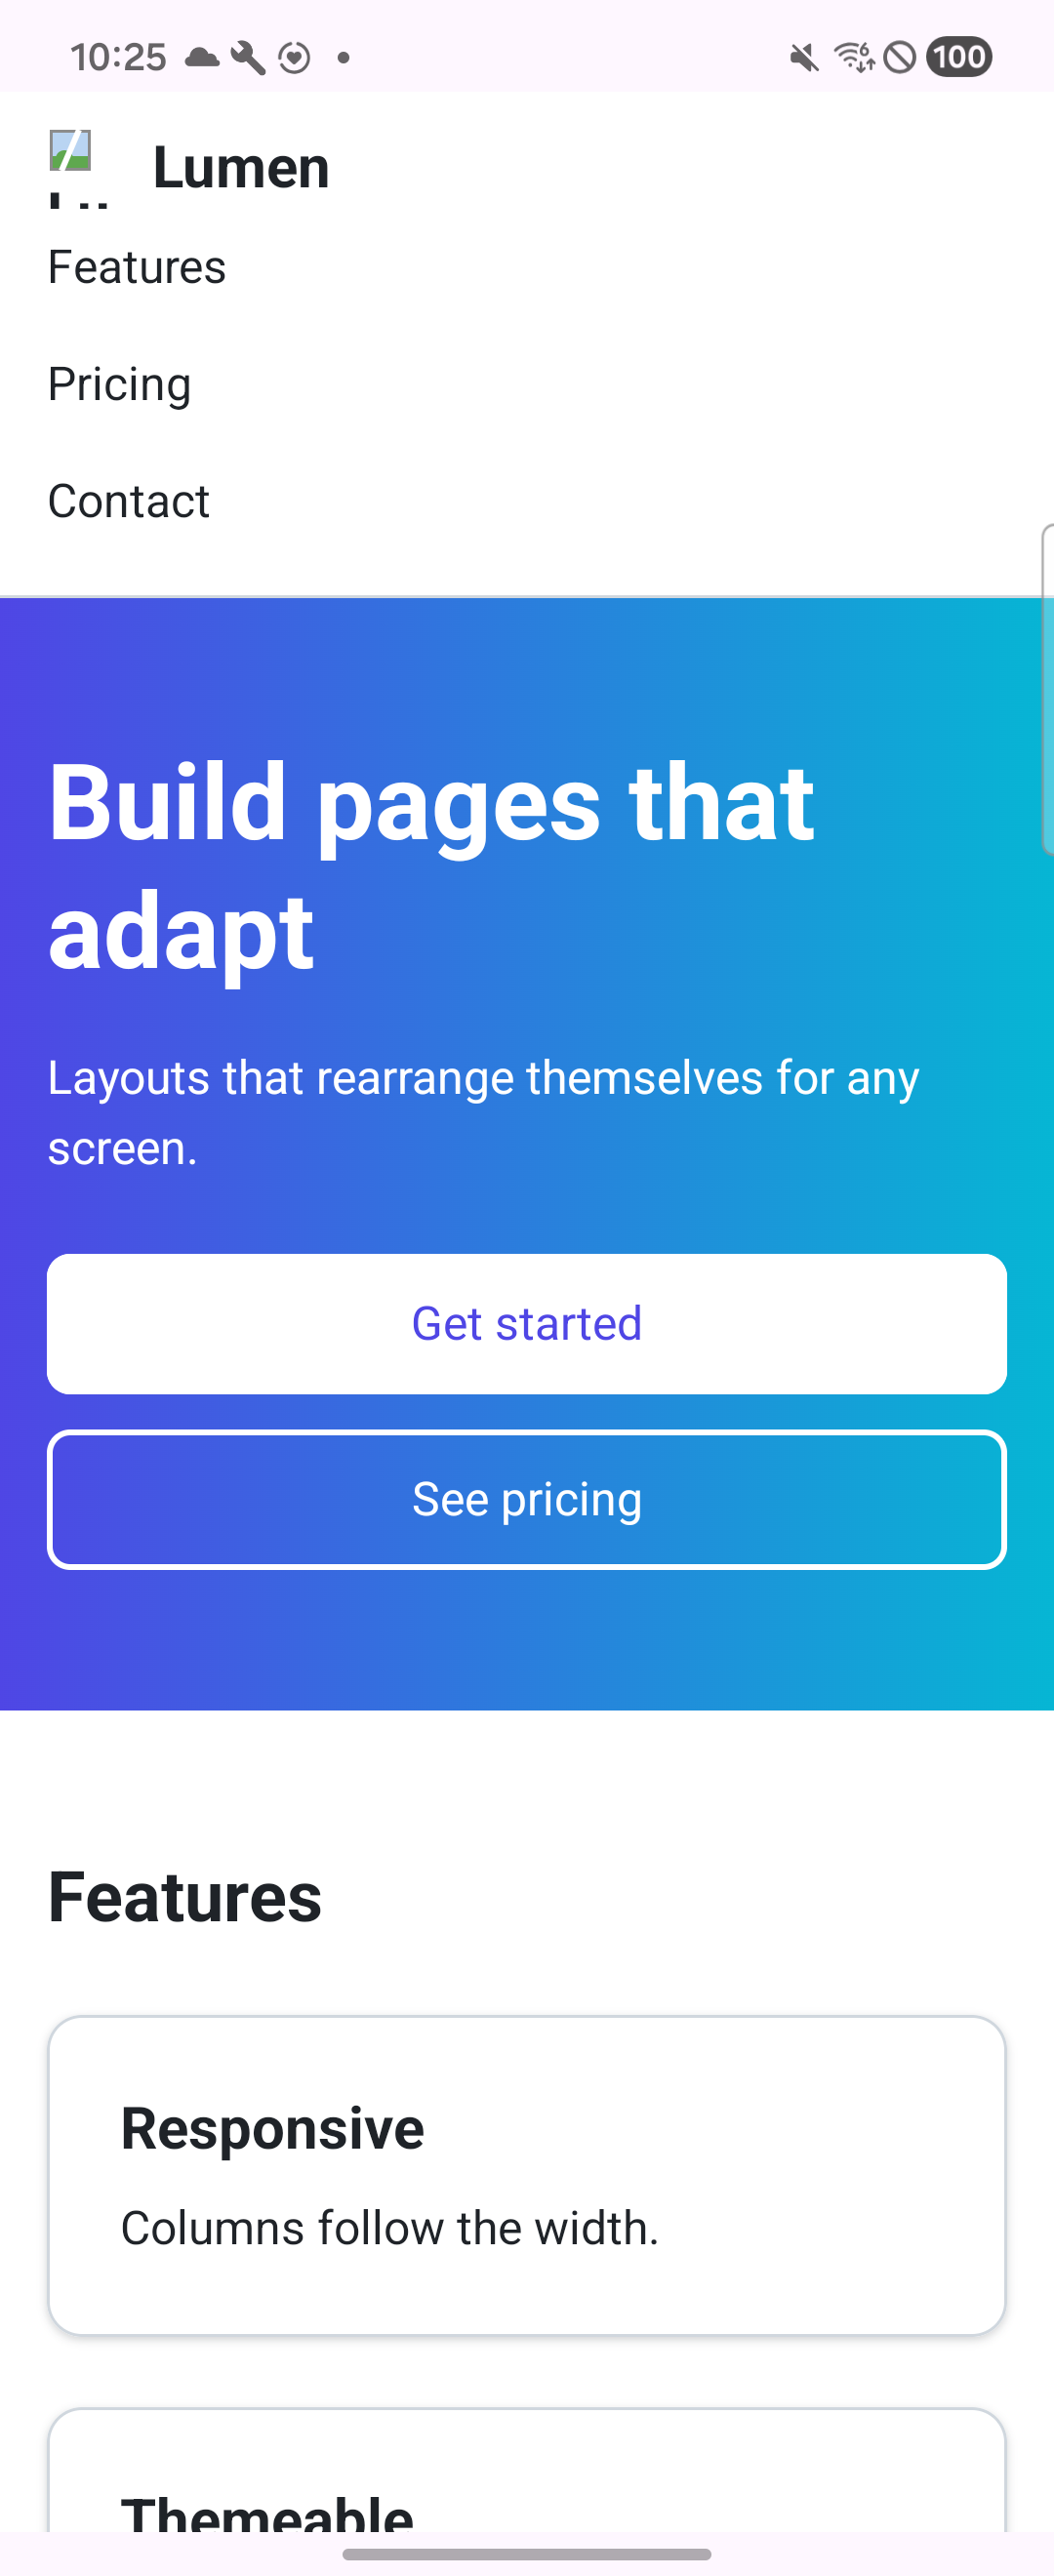 10:25
6
100
Lumen
Features
Pricing
Contact
Build pages that
adapt
Layouts that rearrange themselves for any
screen.
Get started
See pricing
Features
Responsive
Columns follow the width.
Themeable